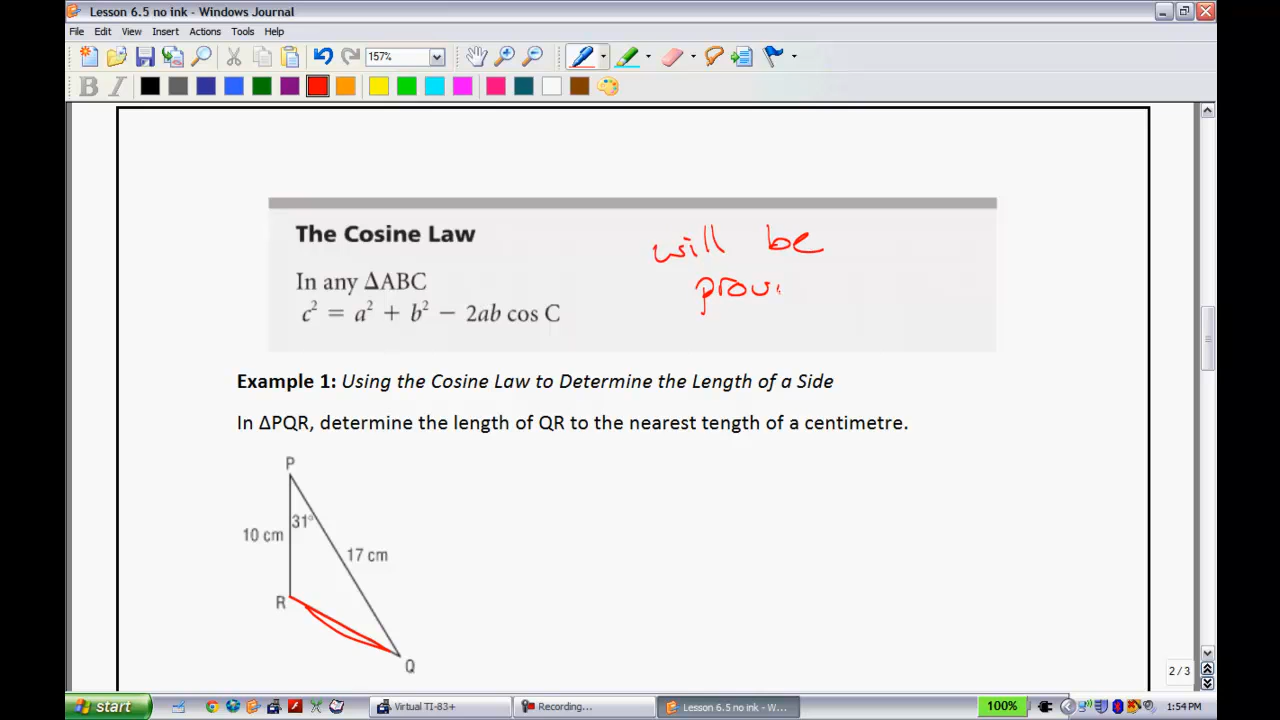 Lesson 6.5 no ink - Windows Journal
File Edit View Insert Actions Tools Help
157%
B I
The Cosine Law
will be
In any ΔABC
provi
c² = a² + b² − 2ab cos C
Example 1: Using the Cosine Law to Determine the Length of a Side
In ΔPQR, determine the length of QR to the nearest tength of a centimetre.
P
31°
10 cm
17 cm
R
Q
2 / 3
start
Virtual TI-83+
Recording...
Lesson 6.5 no ink - W...
100%
1:54 PM